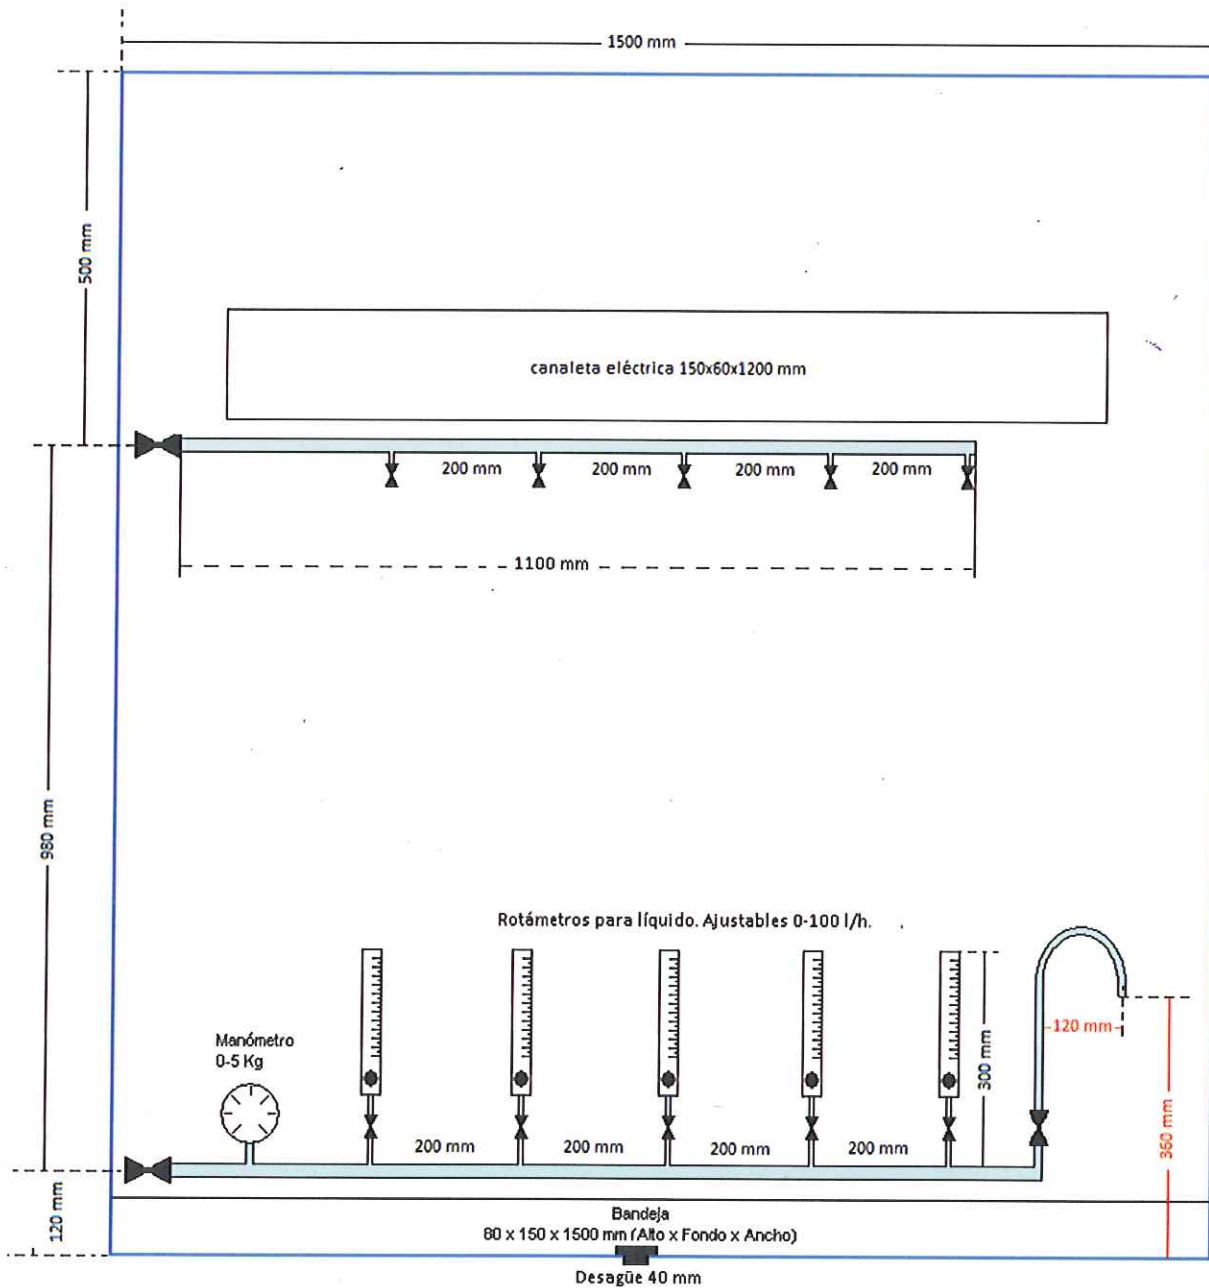 1500 mm
500 mm
canaleta eléctrica 150x60x1200 mm
200 mm
200 mm
200 mm
200 mm
1100 mm
980 mm
Rotámetros para líquido. Ajustables 0-100 l/h.
Manómetro
0-5 Kg
120 mm
300 mm
360 mm
200 mm
200 mm
200 mm
200 mm
120 mm
Bandeja
80 x 150 x 1500 mm (Alto x Fondo x Ancho)
Desagüe 40 mm